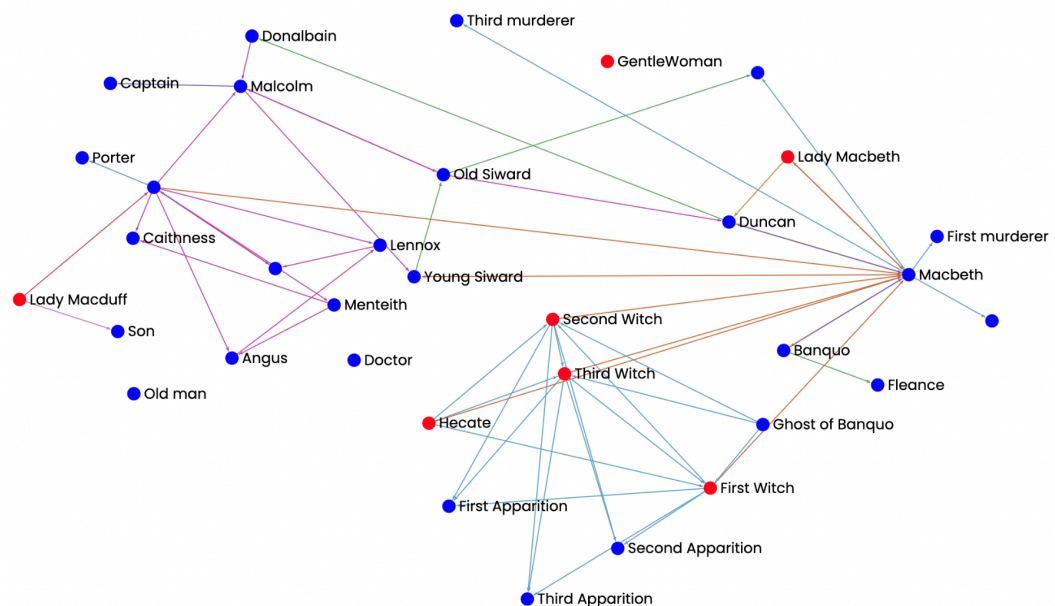 Third murderer
Donalbain
GentleWoman
Captain
Malcolm
Porter
Lady Macbeth
Old Siward
Duncan
Caithness
First murderer
Lennox
Young Siward
Macbeth
Lady Macduff
Menteith
Second Witch
Son
Banquo
Angus
Doctor
Third Witch
Fleance
Old man
Hecate
Ghost of Banquo
First Witch
First Apparition
Second Apparition
Third Apparition